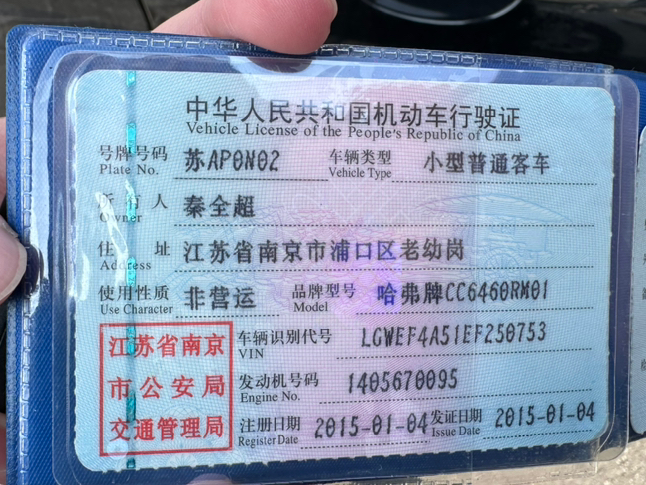 中华人民共和国机动车行驶证
Vehicle License of the People's Republic of China
号牌号码 苏AP0N02 车辆类型 小型普通客车
Plate No. Vehicle Type
所有人 秦全超
Owner
住址 江苏省南京市浦口区老幼岗
Address
使用性质 非营运 品牌型号 哈弗牌CC6460RM01
Use Character Model
江苏省南京
市公安局
交通管理局
车辆识别代号 LGWEF4A51EF250753
VIN
发动机号码 1405670095
Engine No.
注册日期 2015-01-04 发证日期 2015-01-04
Register Date Issue Date